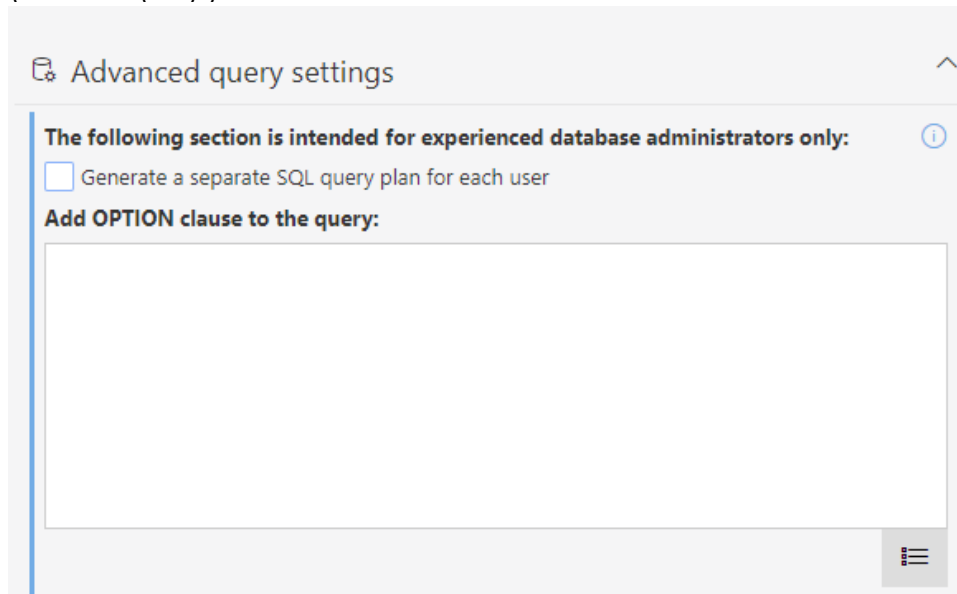 Advanced query settings
The following section is intended for experienced database administrators only:
Generate a separate SQL query plan for each user
Add OPTION clause to the query: